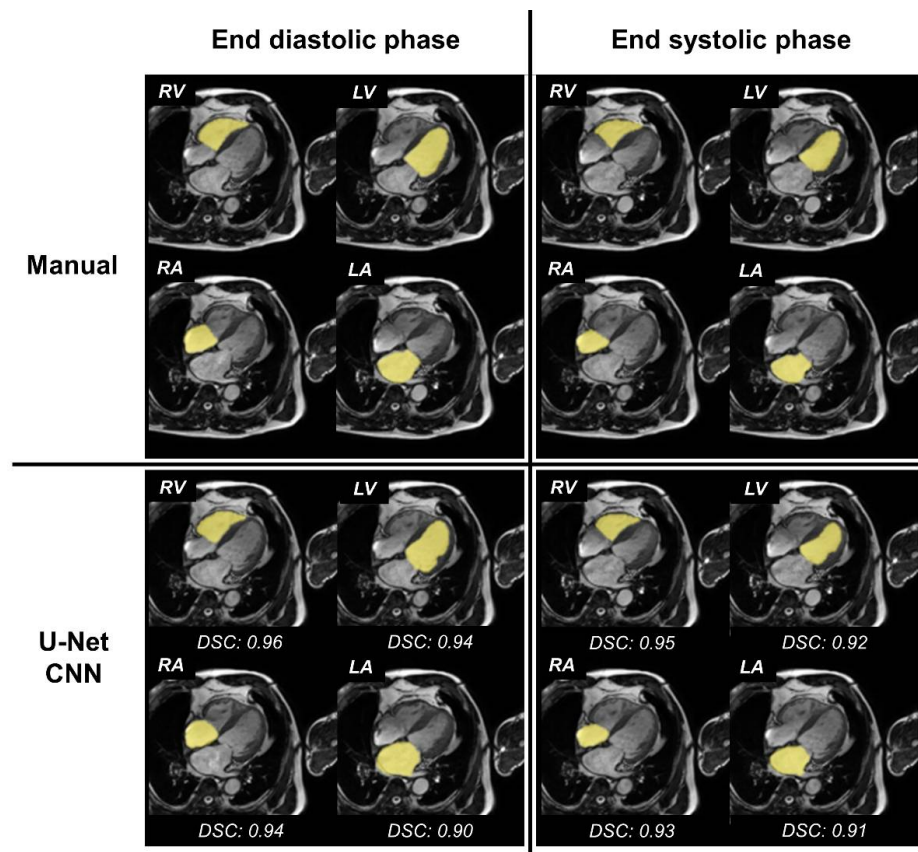 End diastolic phase
End systolic phase
Manual
RV
LV
RV
LV
RA
LA
RA
LA
U-Net
CNN
RV
LV
RV
LV
DSC: 0.96
DSC: 0.94
DSC: 0.95
DSC: 0.92
RA
LA
RA
LA
DSC: 0.94
DSC: 0.90
DSC: 0.93
DSC: 0.91